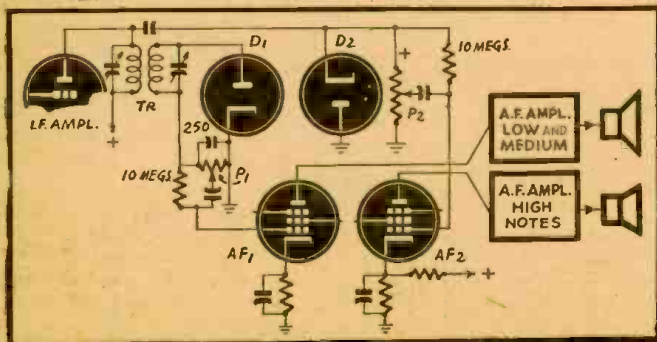 D1
D2
10 MEGS.
I.F. AMPL.
TR
+
250
P1
10 MEGS.
+
P2
A.F. AMPL.
LOW AND
MEDIUM
A.F. AMPL.
HIGH
NOTES
AF1
AF2
+